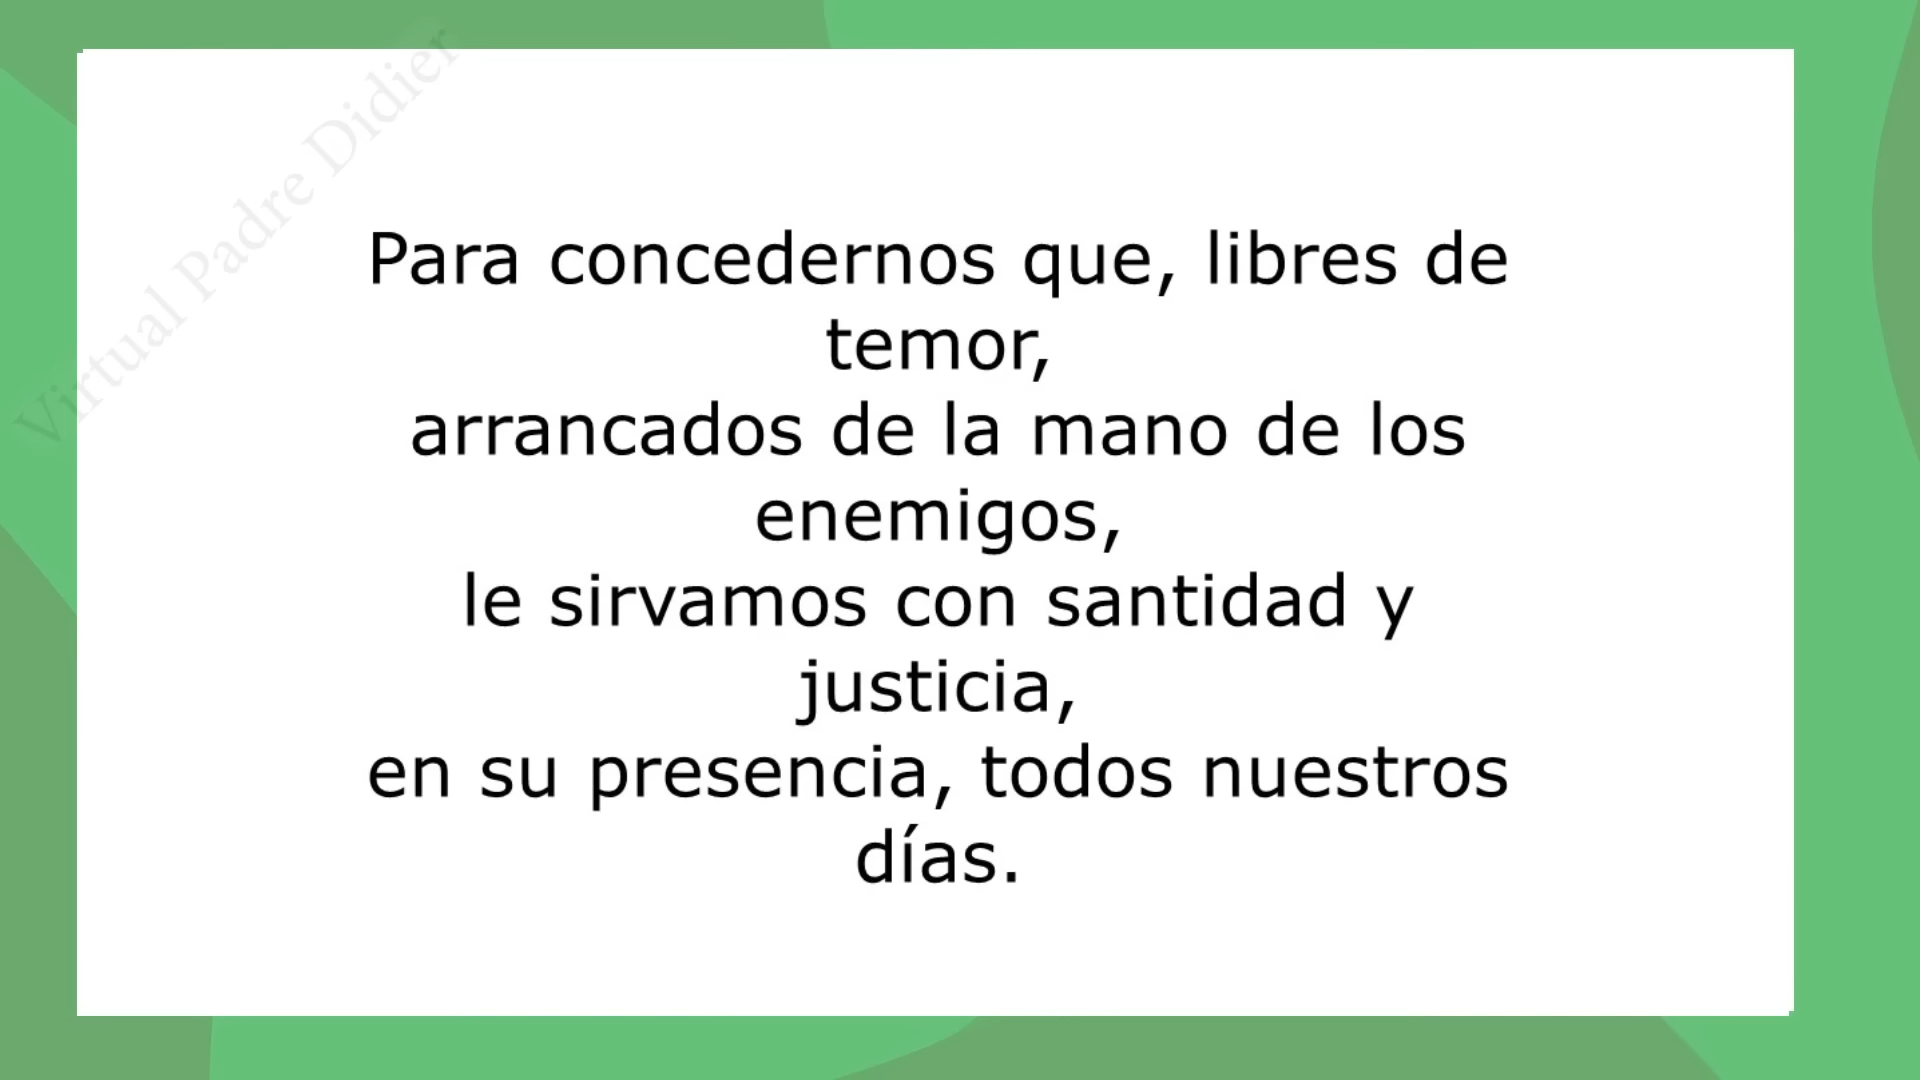 Virtual Padre Didier
Para concedernos que, libres de
temor,
arrancados de la mano de los
enemigos,
le sirvamos con santidad y
justicia,
en su presencia, todos nuestros
días.